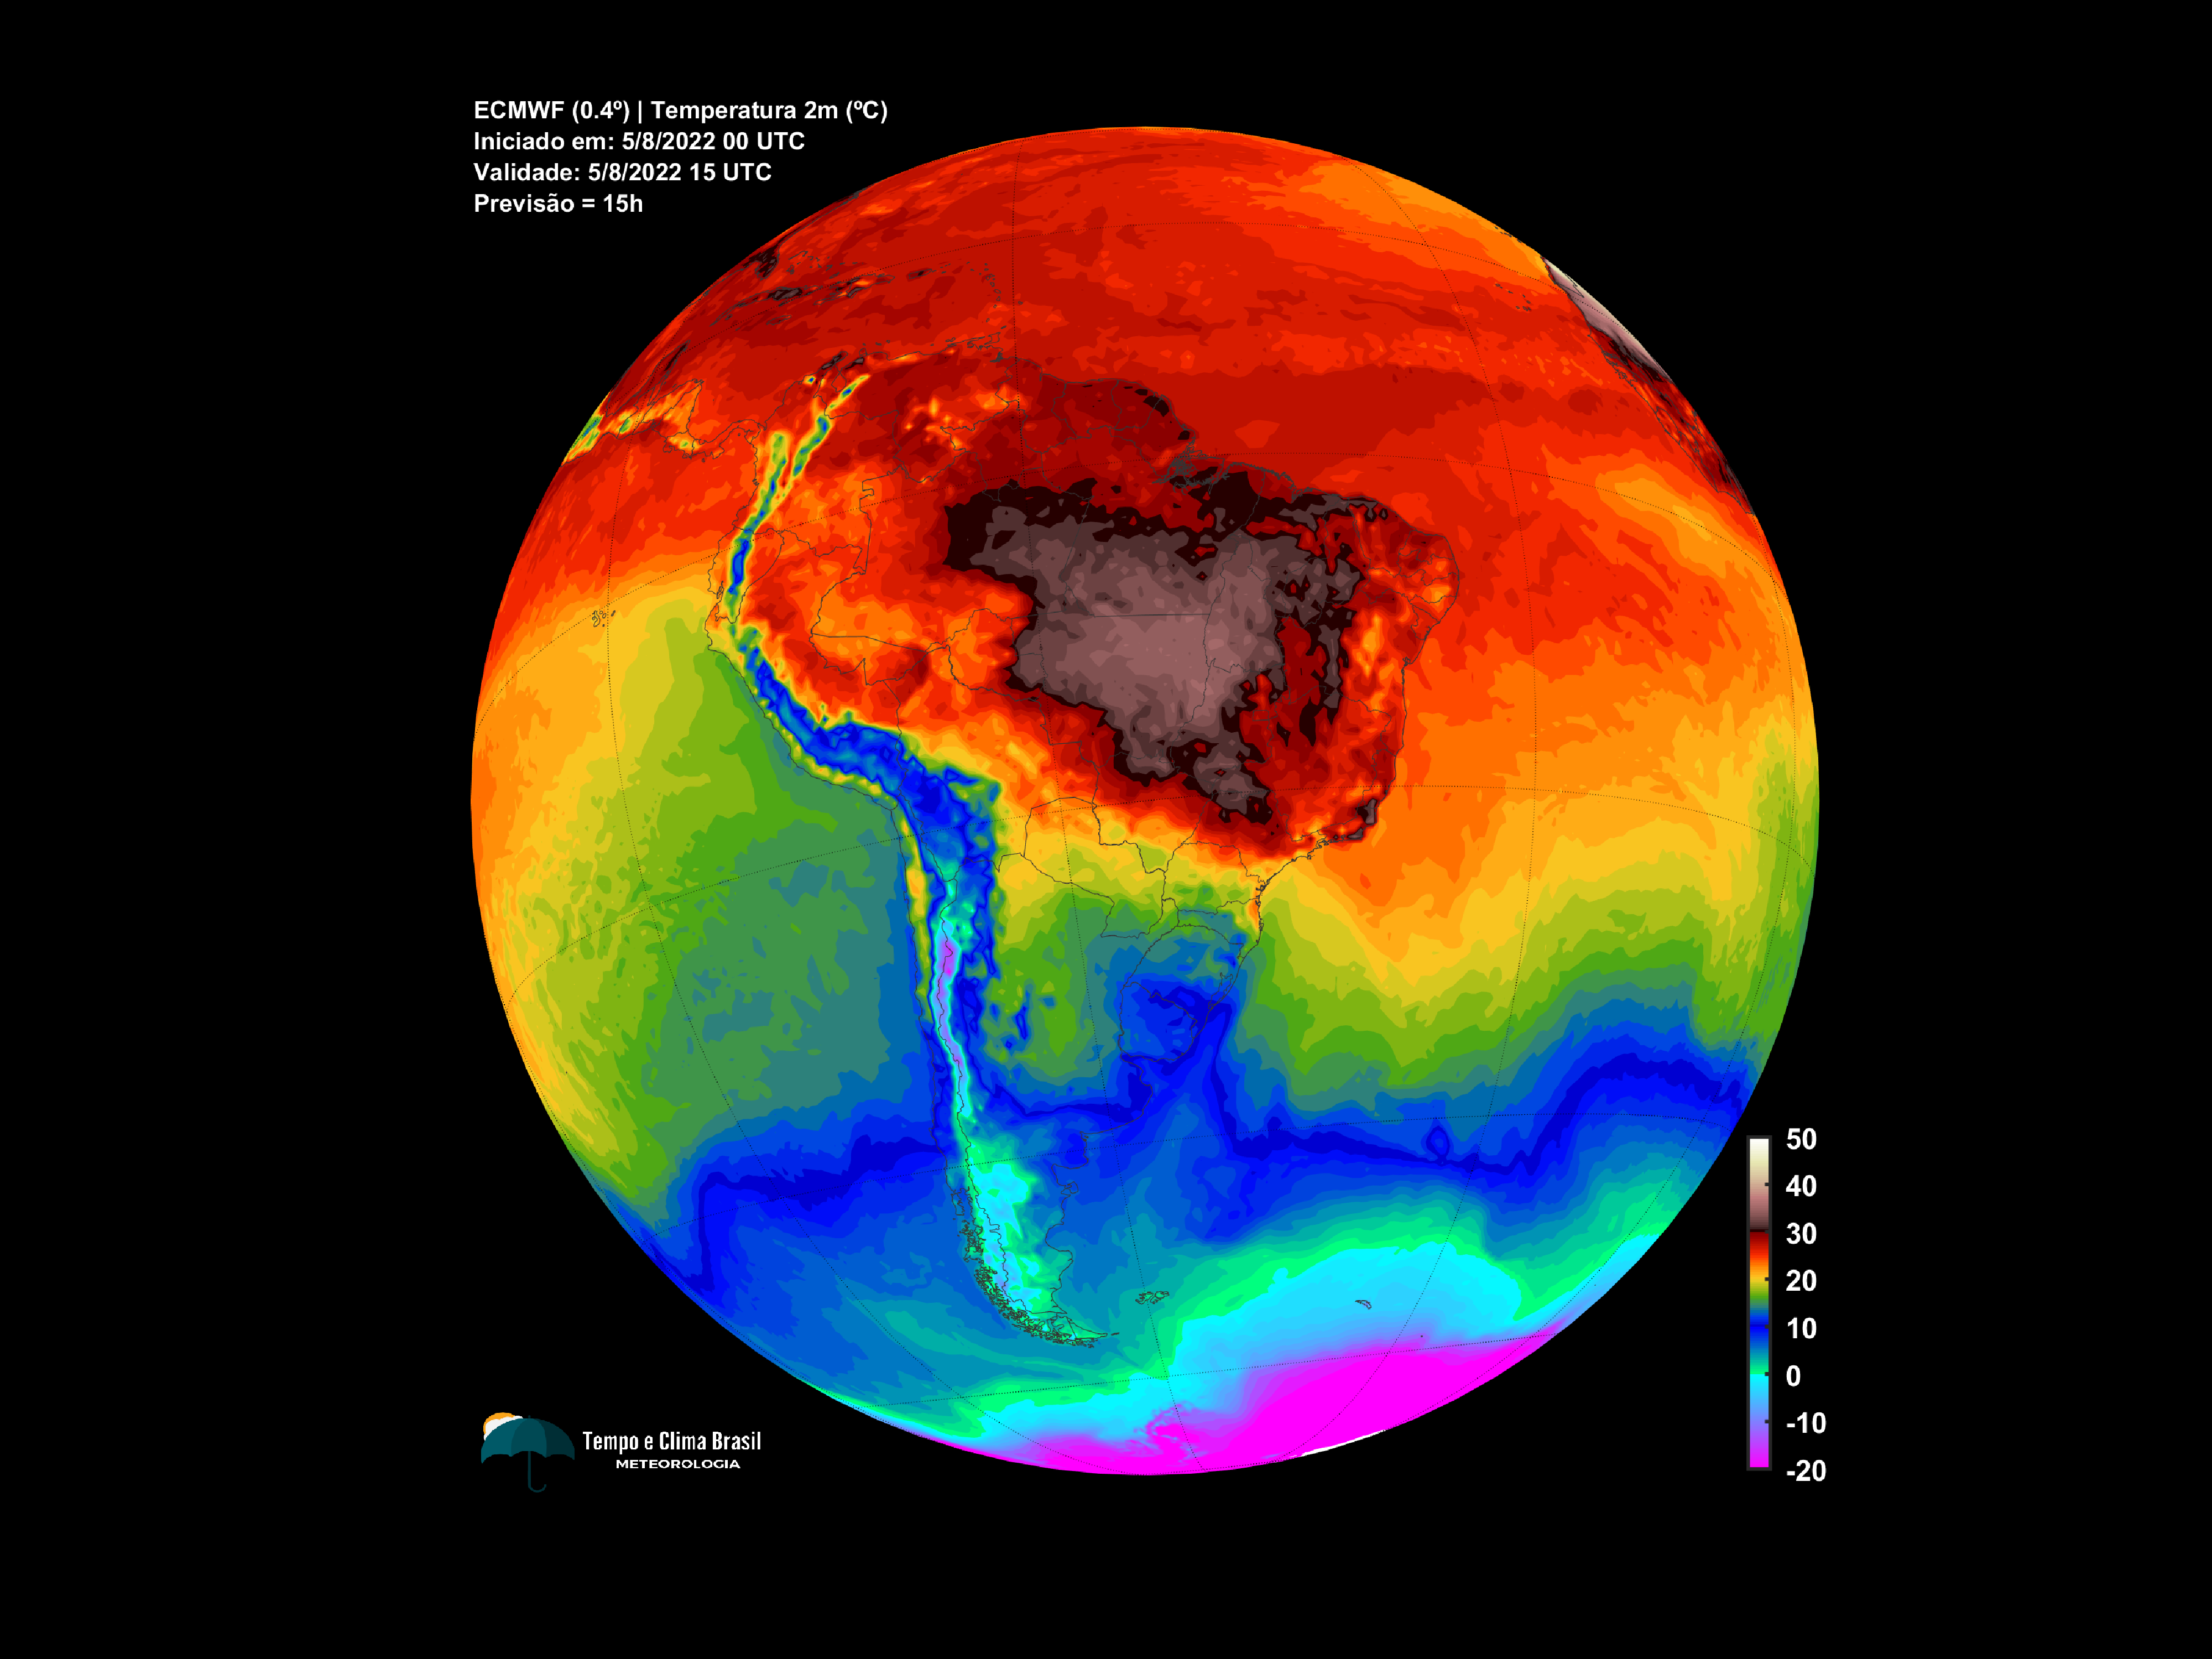 ECMWF (0.4º) | Temperatura 2m (ºC)
Iniciado em: 5/8/2022 00 UTC
Validade: 5/8/2022 15 UTC
Previsão = 15h
50
40
30
20
10
0
-10
-20
Tempo e Clima Brasil
METEOROLOGIA